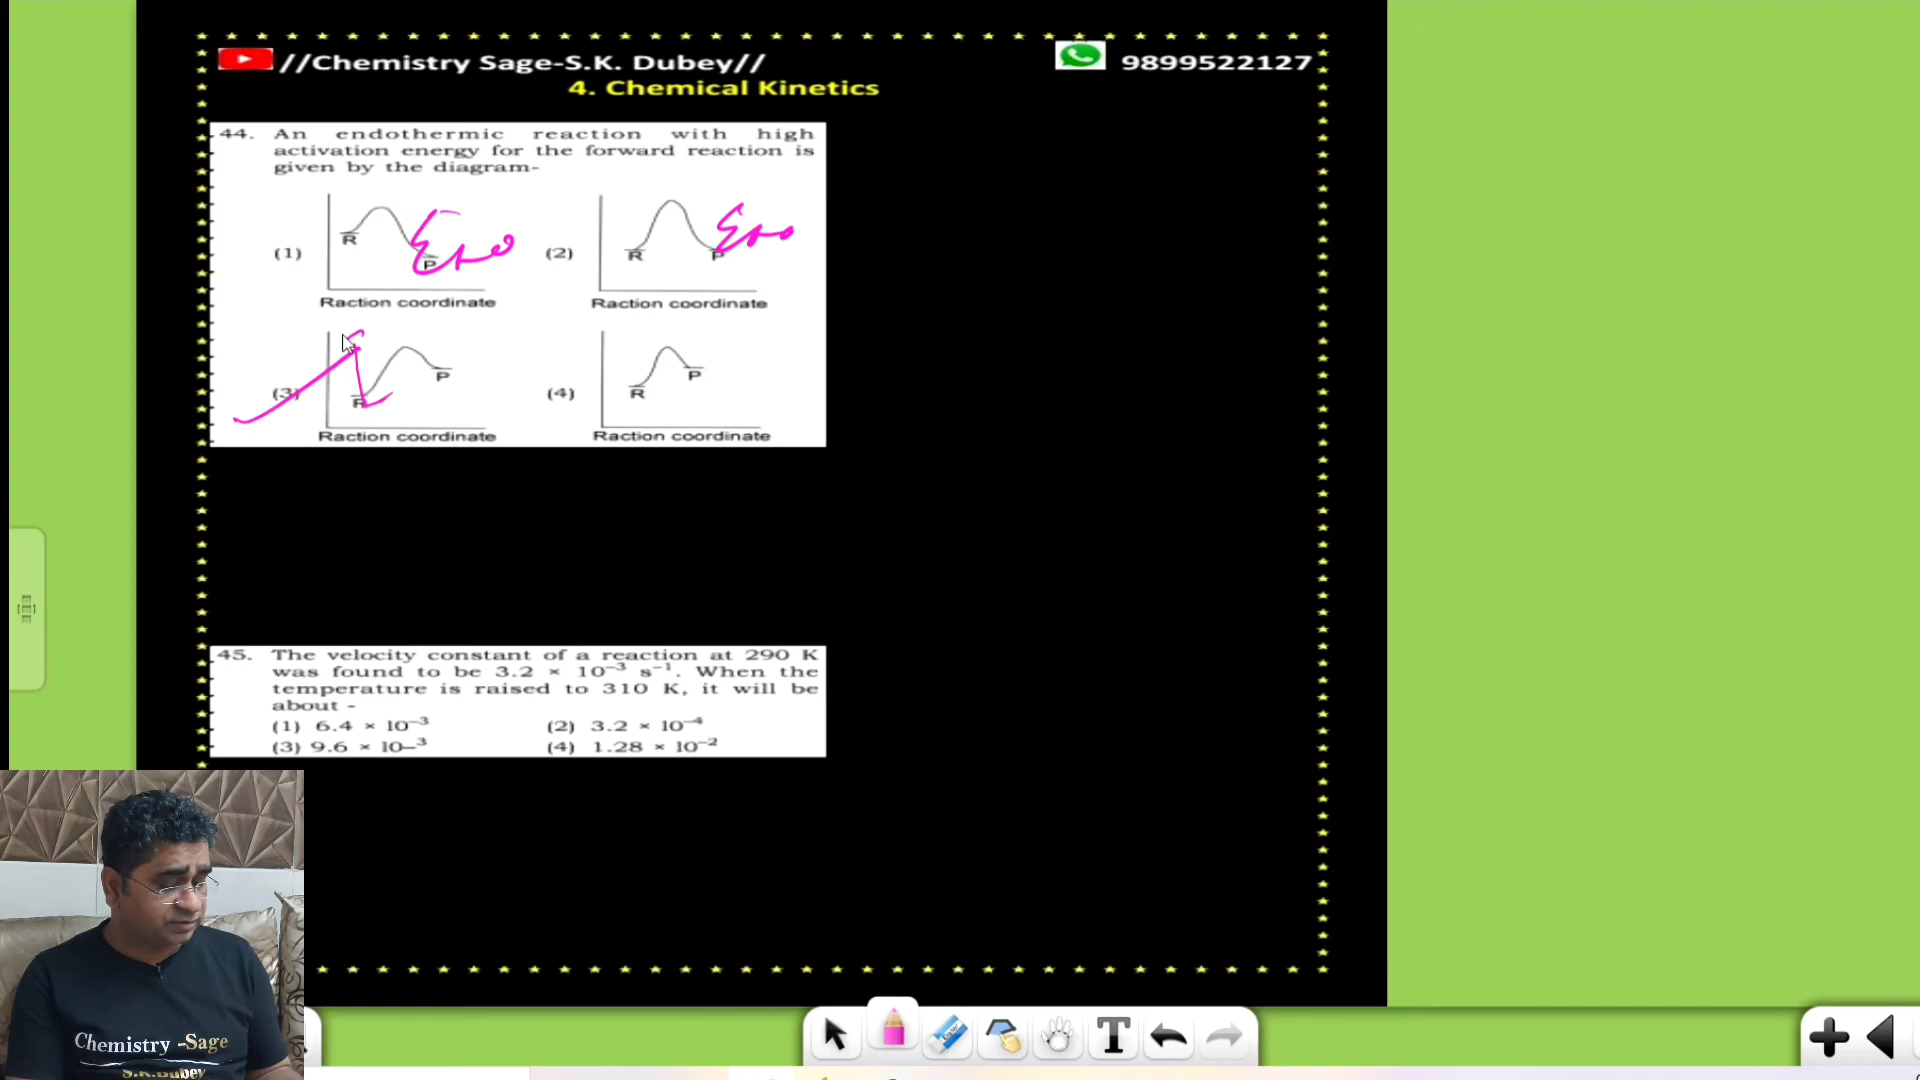 //Chemistry Sage-S.K. Dubey// 9899522127
4. Chemical Kinetics
44. An endothermic reaction with high
activation energy for the forward reaction is
given by the diagram-
(1) R P Exo
(2) R P Exo
Raction coordinate Raction coordinate
(3) R P
(4) R P
Raction coordinate Raction coordinate
45. The velocity constant of a reaction at 290 K
was found to be 3.2 × 10⁻³ s⁻¹. When the
temperature is raised to 310 K, it will be
about -
(1) 6.4 × 10⁻³ (2) 3.2 × 10⁻⁴
(3) 9.6 × 10–³ (4) 1.28 × 10⁻²
Chemistry -Sage
S.K.Dubey
T